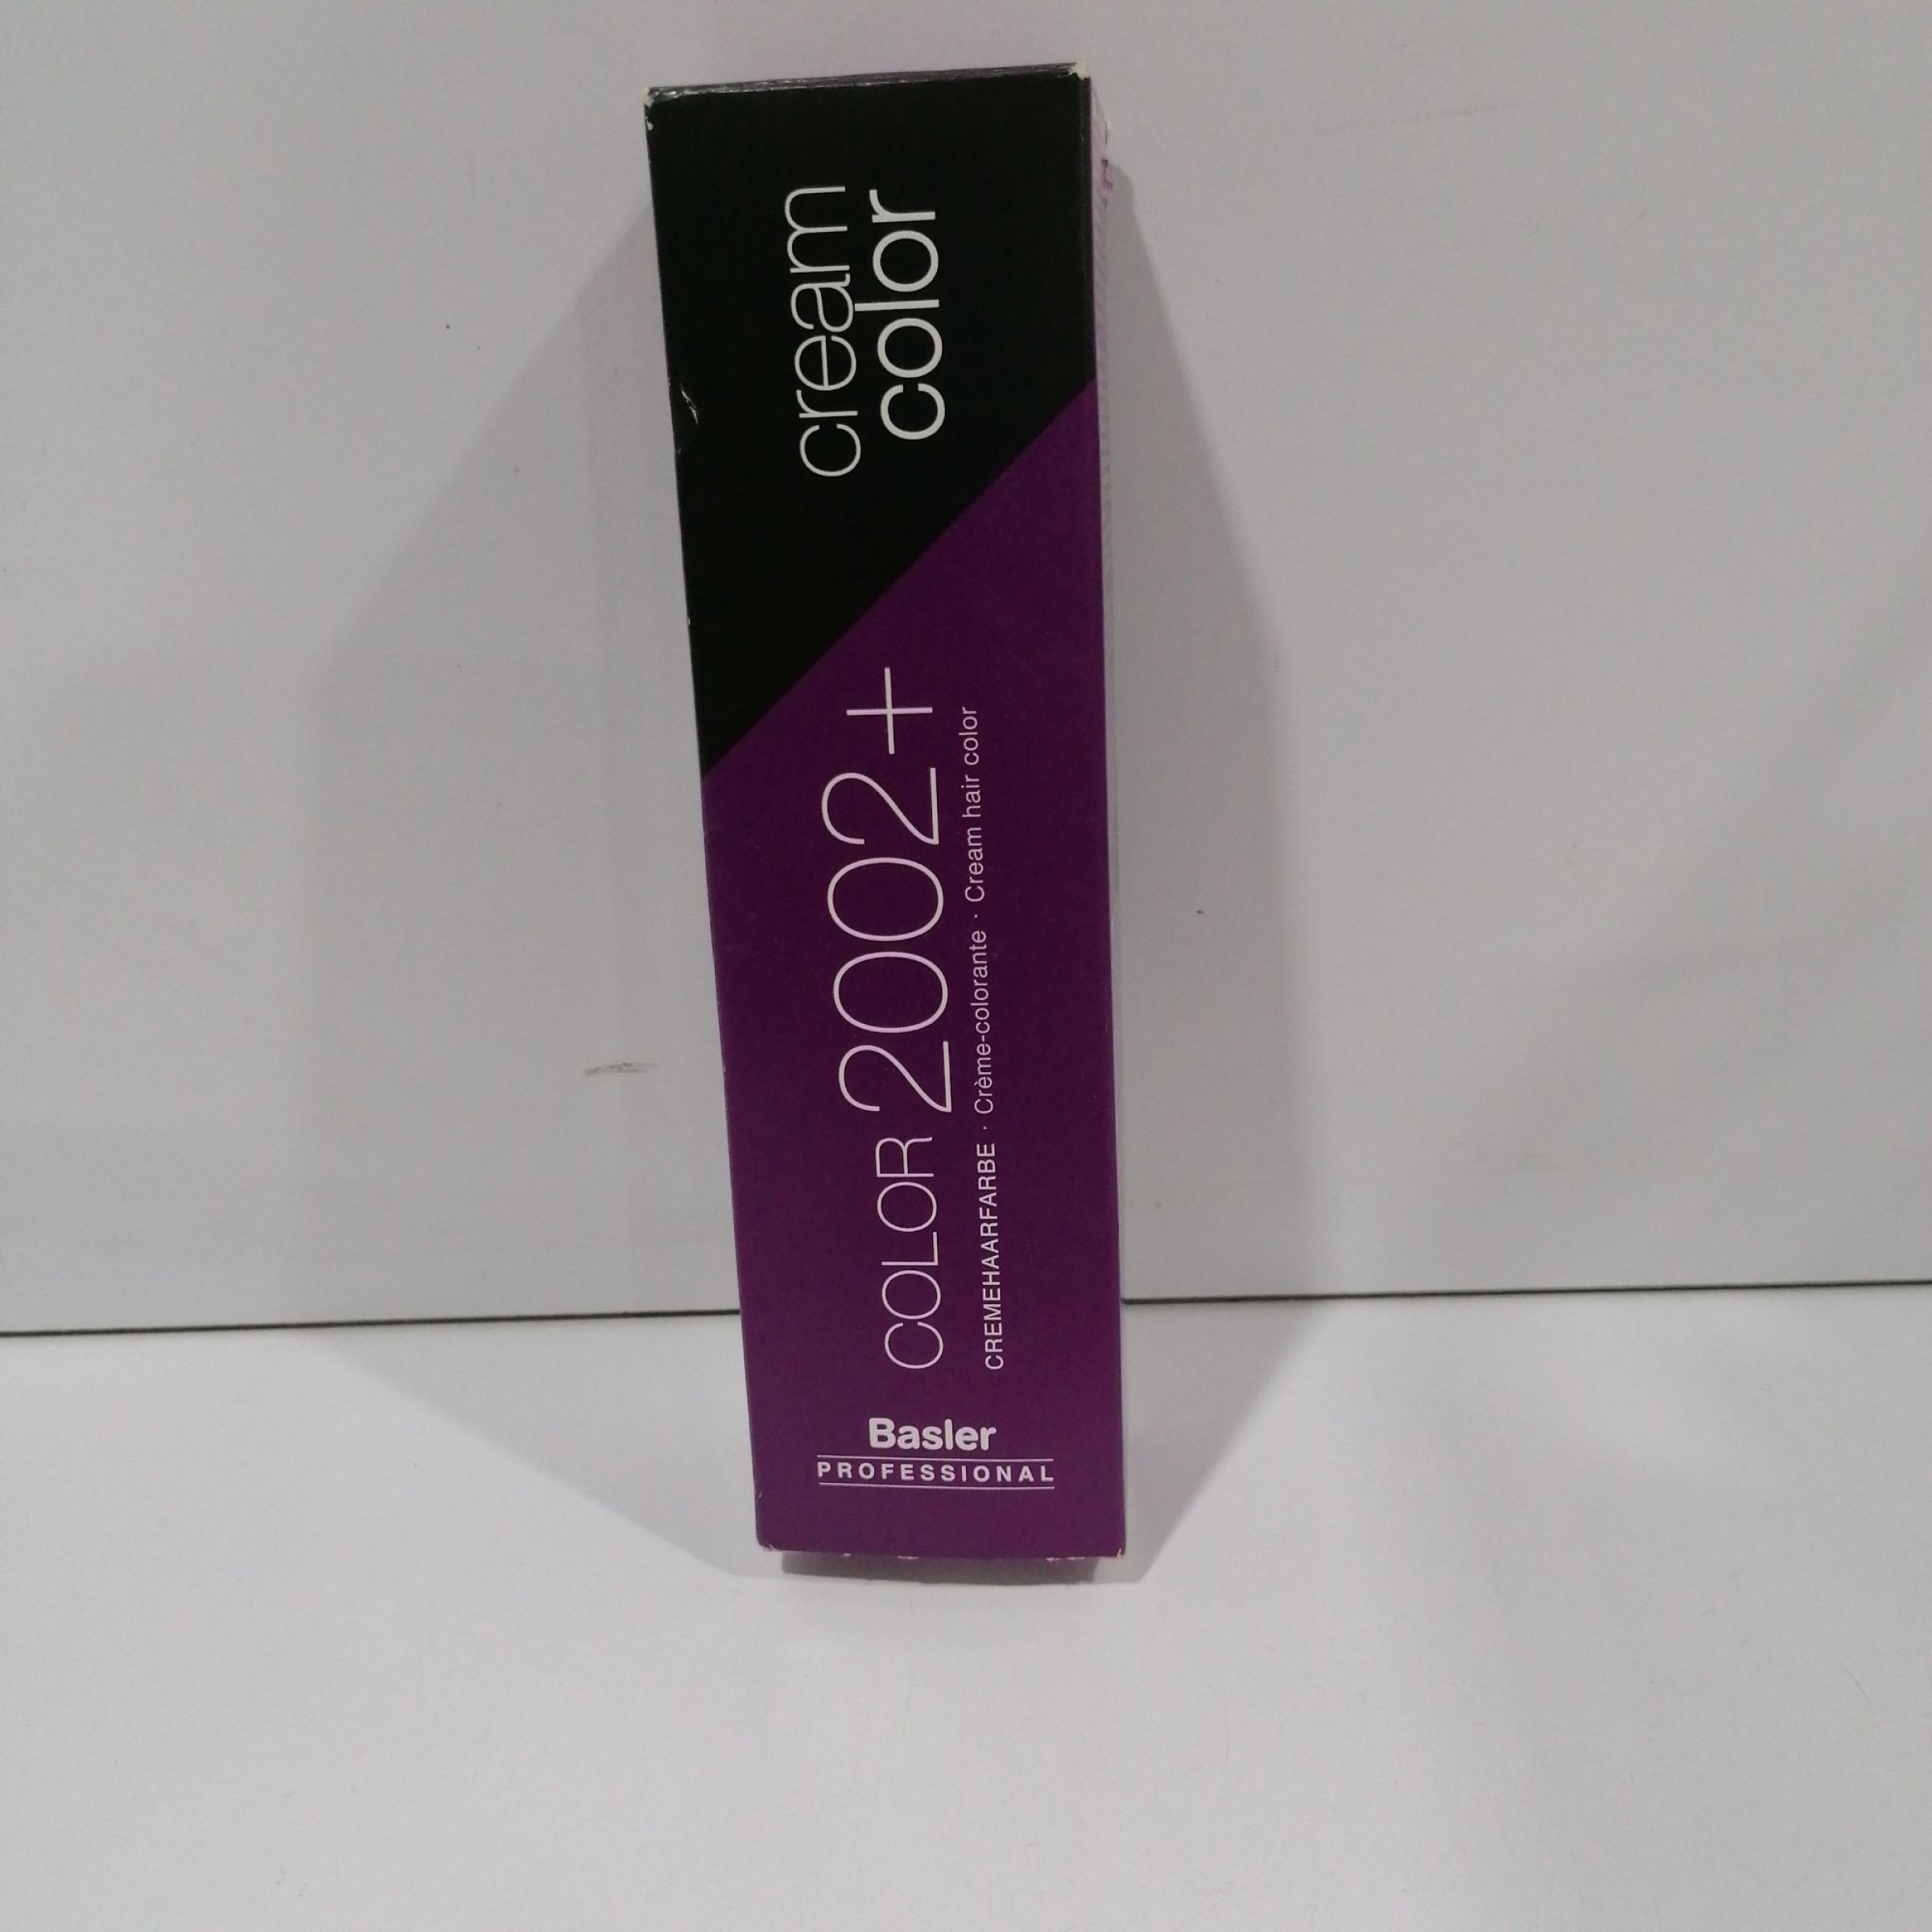 cream
color
COLOR 2002+
CREMEHAARFARBE · Crème-colorante · Cream hair color
Basler
PROFESSIONAL